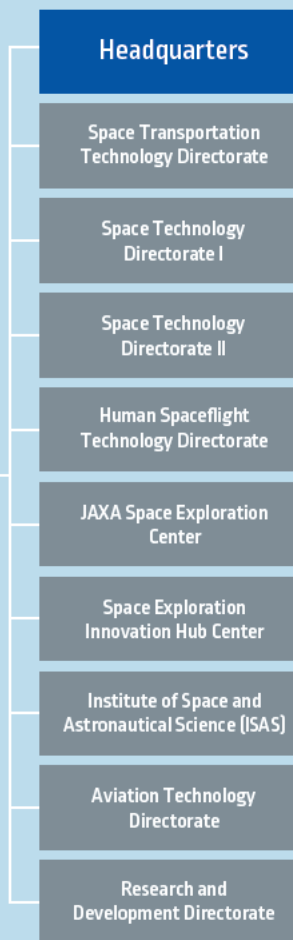 Headquarters
Space Transportation
Technology Directorate
Space Technology
Directorate I
Space Technology
Directorate II
Human Spaceflight
Technology Directorate
JAXA Space Exploration
Center
Space Exploration
Innovation Hub Center
Institute of Space and
Astronautical Science (ISAS)
Aviation Technology
Directorate
Research and
Development Directorate